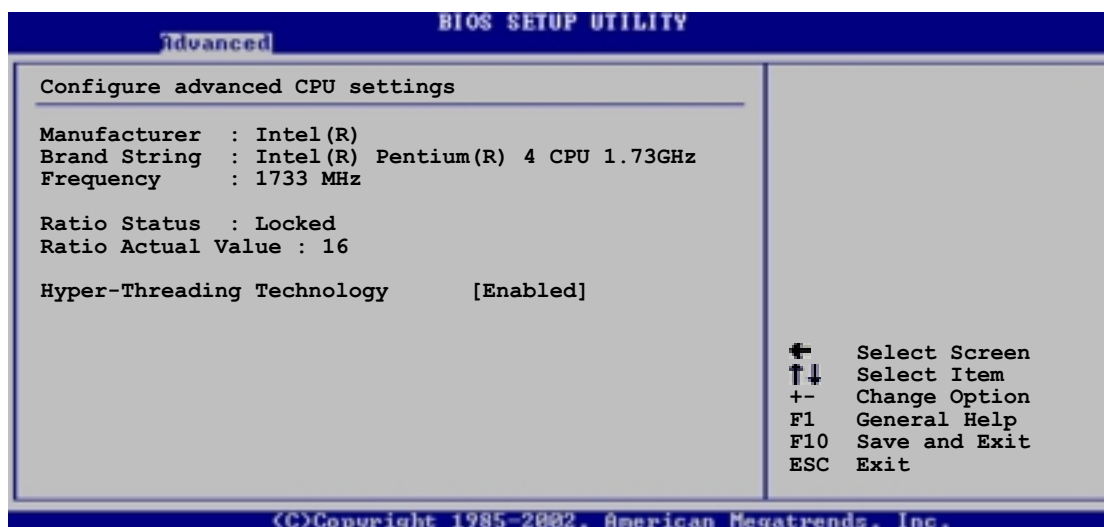 BIOS SETUP UTILITY
Advanced
Configure advanced CPU settings
Manufacturer : Intel(R)
Brand String : Intel(R) Pentium(R) 4 CPU 1.73GHz
Frequency : 1733 MHz
Ratio Status : Locked
Ratio Actual Value : 16
Hyper-Threading Technology [Enabled]
← Select Screen
↑↓ Select Item
+- Change Option
F1 General Help
F10 Save and Exit
ESC Exit
(C)Copyright 1985-2002, American Megatrends, Inc.